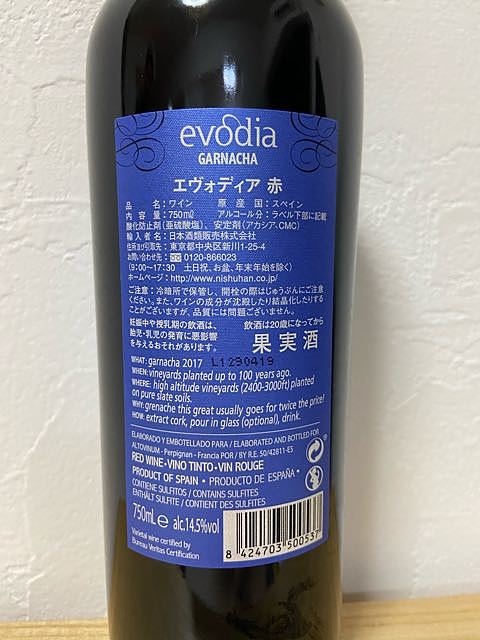 evodia
GARNACHA
エヴォディア 赤
品名：ワイン 原産国：スペイン
内容量：750mℓ アルコール分：ラベル下部に記載
酸化防止剤（亜硫酸塩）、安定剤（アカシア、CMC）
輸入者名：日本酒類販売株式会社
住所及び引取先：東京都中央区新川1-25-4
お問い合わせ先：0120-866023
（9：00～17：30 土日祝、お盆、年末年始を除く）
ホームページ：http://www.nishuhan.co.jp/
ご注意：冷暗所で保管し、開栓の際はじゅうぶんにご注意
ください。また、ワインの成分が沈殿したり結晶化したりする
ことがございますが、品質には問題ございません。
妊娠中や授乳期の飲酒は、
胎児・乳児の発育に悪影響
を与えるおそれがあります。
飲酒は20歳になってから
果実酒
WHAT: garnacha 2017 L1290419
WHEN: vineyards planted up to 100 years ago.
WHERE: high altitude vineyards (2400-3000ft) planted
on pure slate soils.
WHY: grenache this great usually goes for twice the price!
HOW: extract cork, pour in glass (optional), drink.
ELABORADO Y EMBOTELLADO PARA / ELABORATED AND BOTTLED FOR
ALTOVINUM - Perpignan - Francia POR / BY R.E. 50/42811-E5
RED WINE • VINO TINTO • VIN ROUGE
PRODUCT OF SPAIN • PRODUCTO DE ESPAÑA •
CONTIENE SULFITOS / CONTAINS SULFITES
ENTHÄLT SULFITE / CONTIENT DES SULFITES
750mL e alc.14.5%vol
Varietal wine certified by
Bureau Veritas Certification
8 424703 500537